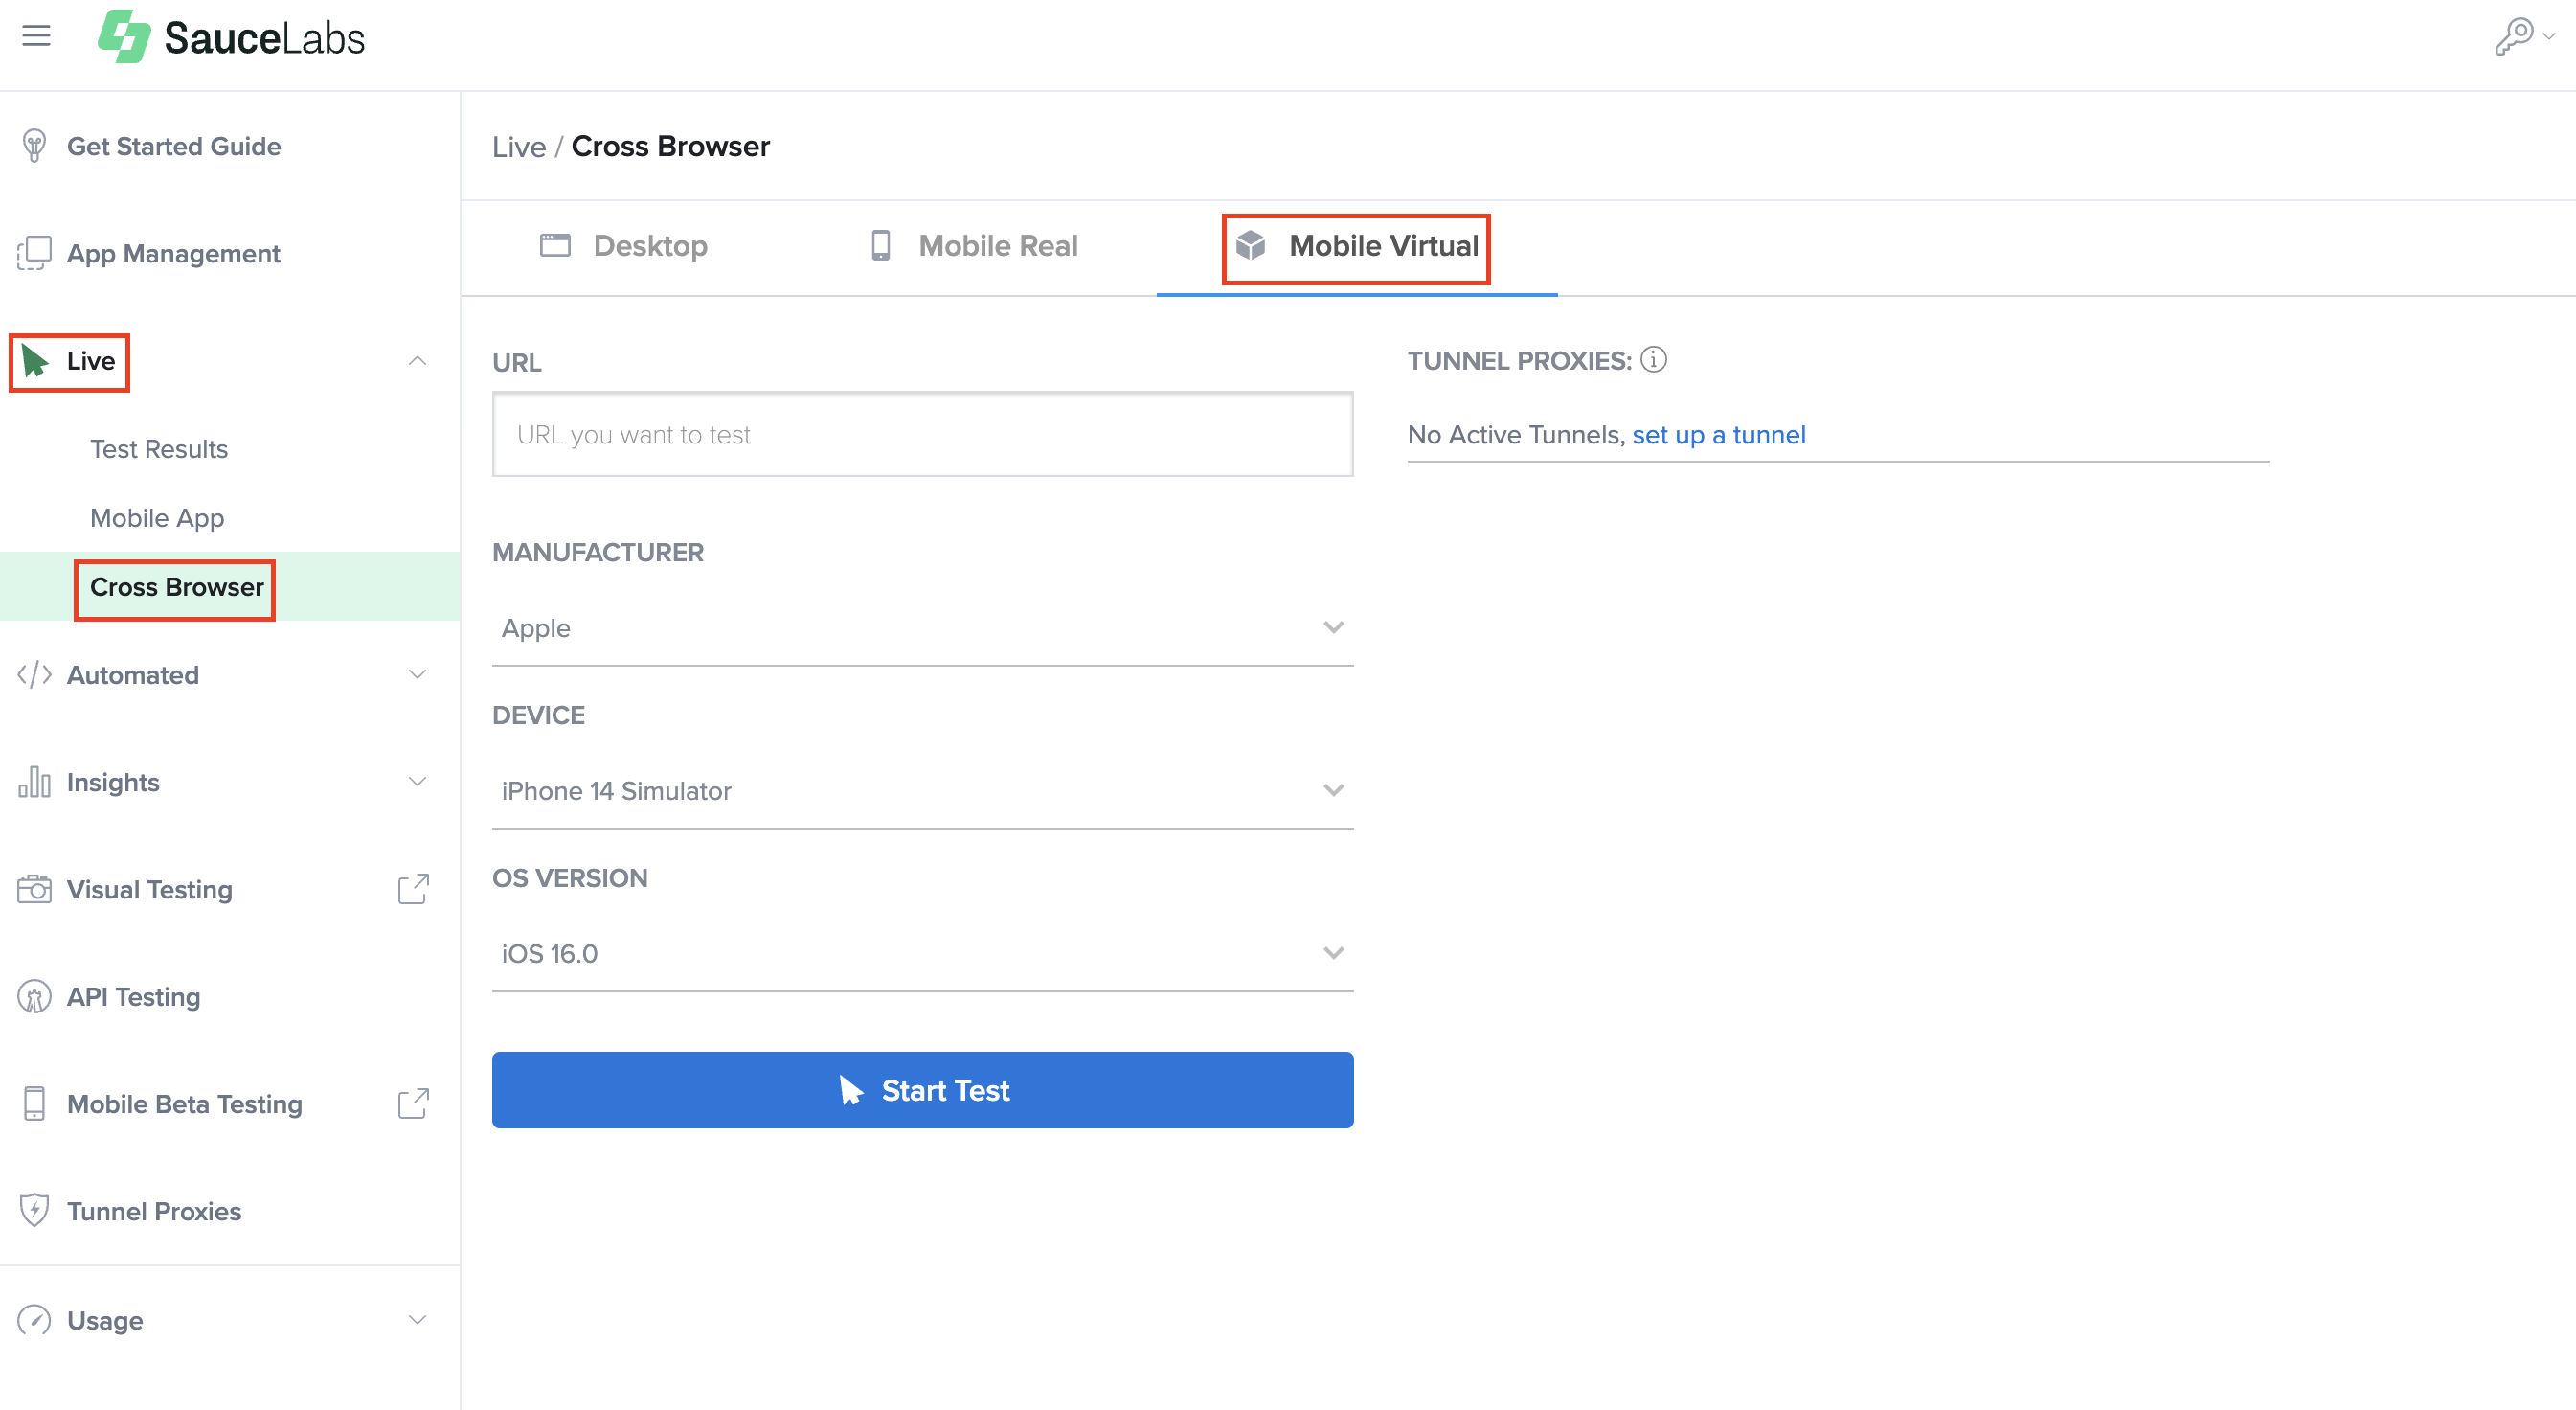 SauceLabs
Get Started Guide
App Management
Live
Test Results
Mobile App
Cross Browser
Automated
Insights
Visual Testing
API Testing
Mobile Beta Testing
Tunnel Proxies
Usage
Live / Cross Browser
Desktop
Mobile Real
Mobile Virtual
URL
URL you want to test
MANUFACTURER
Apple
DEVICE
iPhone 14 Simulator
OS VERSION
iOS 16.0
Start Test
TUNNEL PROXIES:
No Active Tunnels, set up a tunnel